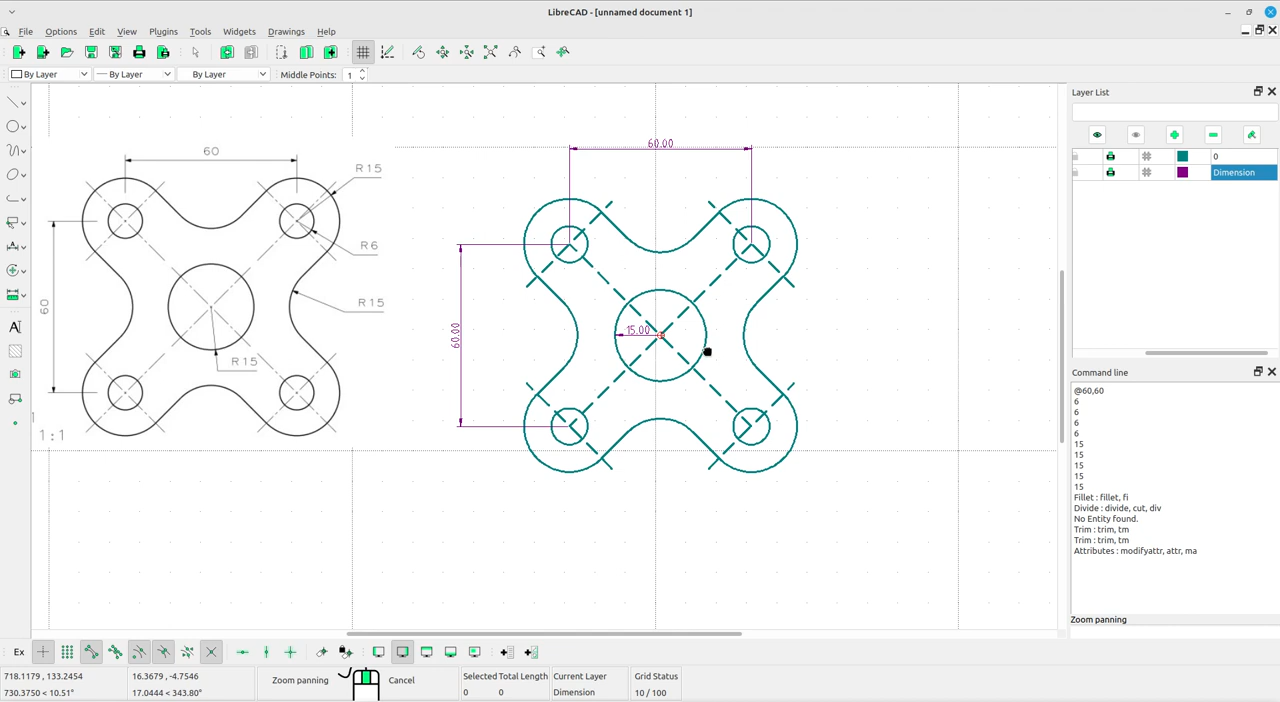 LibreCAD - [unnamed document 1]
File Options Edit View Plugins Tools Widgets Drawings Help
By Layer By Layer By Layer Middle Points: 1
Layer List
0
Dimension
60
R15
R6
R15
R15
60
1:1
60.00
60.00
15.00
Command line
@60,60
6
6
6
6
15
15
15
15
15
Fillet : fillet, fi
Divide : divide, cut, div
No Entity found.
Trim : trim, tm
Trim : trim, tm
Attributes : modifyattr, attr, ma
Zoom panning
Ex
718.1179 , 133.2454
730.3750 < 10.51°
16.3679 , -4.7546
17.0444 < 343.80°
Zoom panning Cancel
Selected Total Length
0 0
Current Layer
Dimension
Grid Status
10 / 100